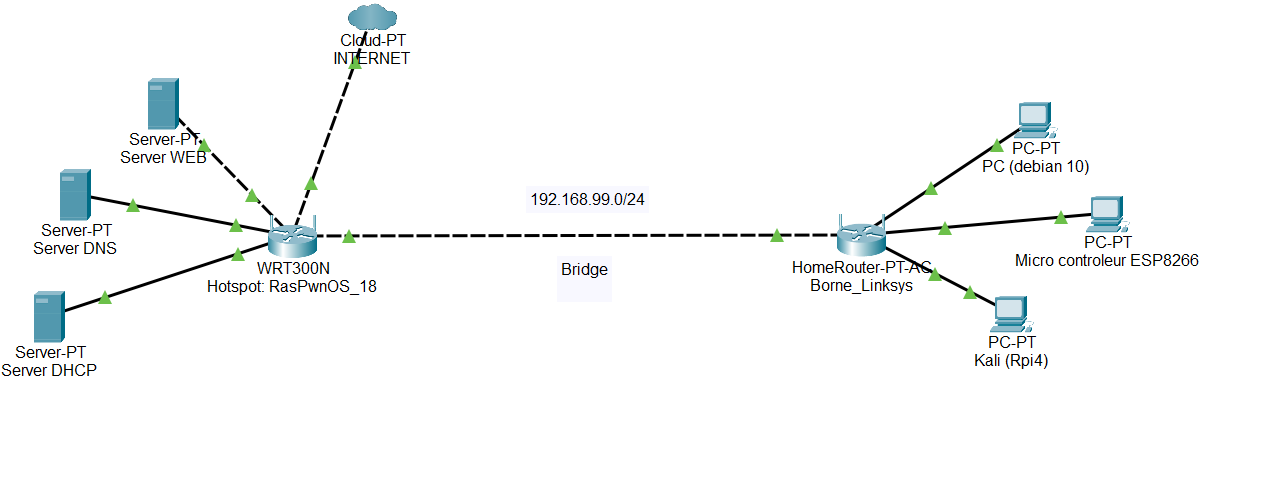 Cloud-PT
INTERNET
Server-PT
Server WEB
PC-PT
PC (debian 10)
Server-PT
Server DNS
192.168.99.0/24
PC-PT
Micro controleur ESP8266
WRT300N
Hotspot: RasPwnOS_18
Bridge
HomeRouter-PT-AC
Borne_Linksys
Server-PT
Server DHCP
PC-PT
Kali (Rpi4)